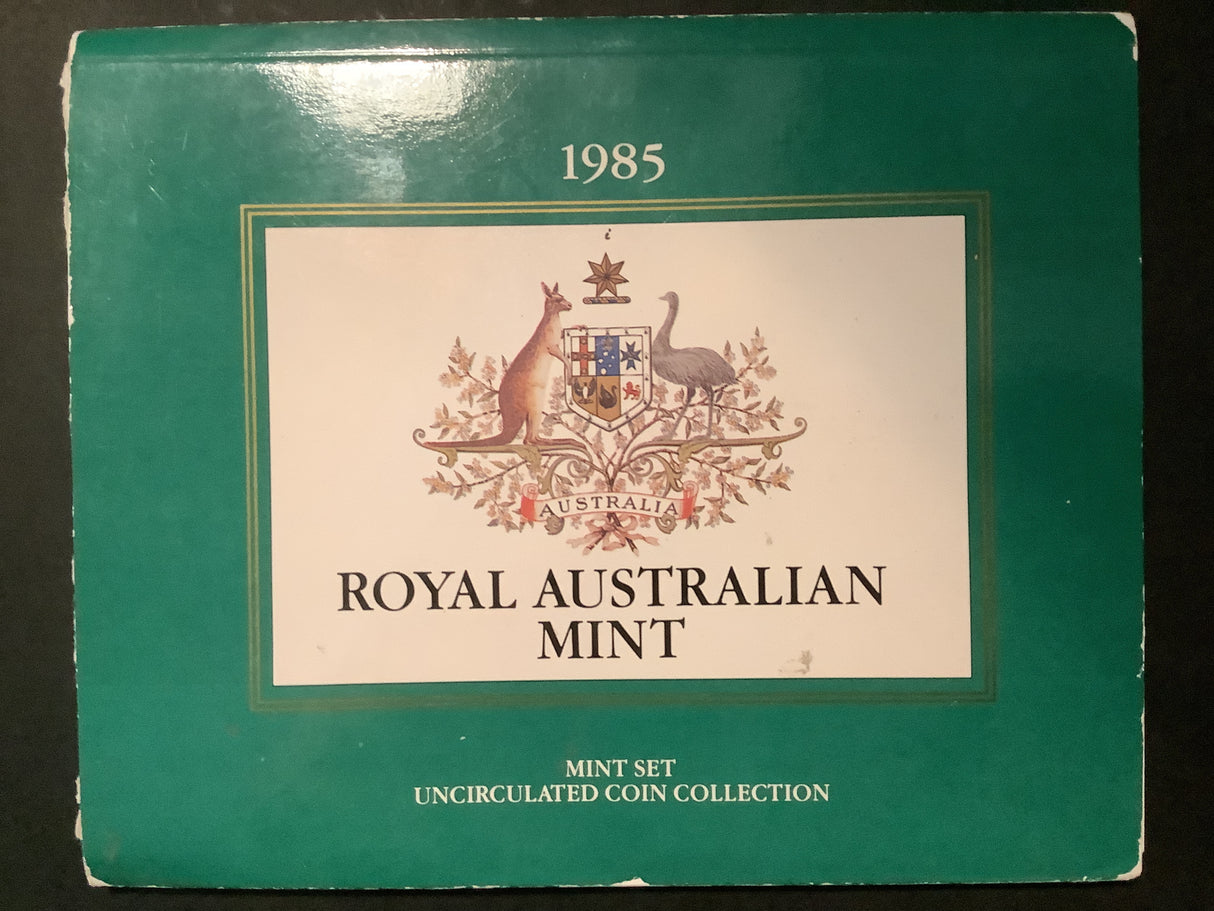 1985
AUSTRALIA
ROYAL AUSTRALIAN
MINT
MINT SET
UNCIRCULATED COIN COLLECTION